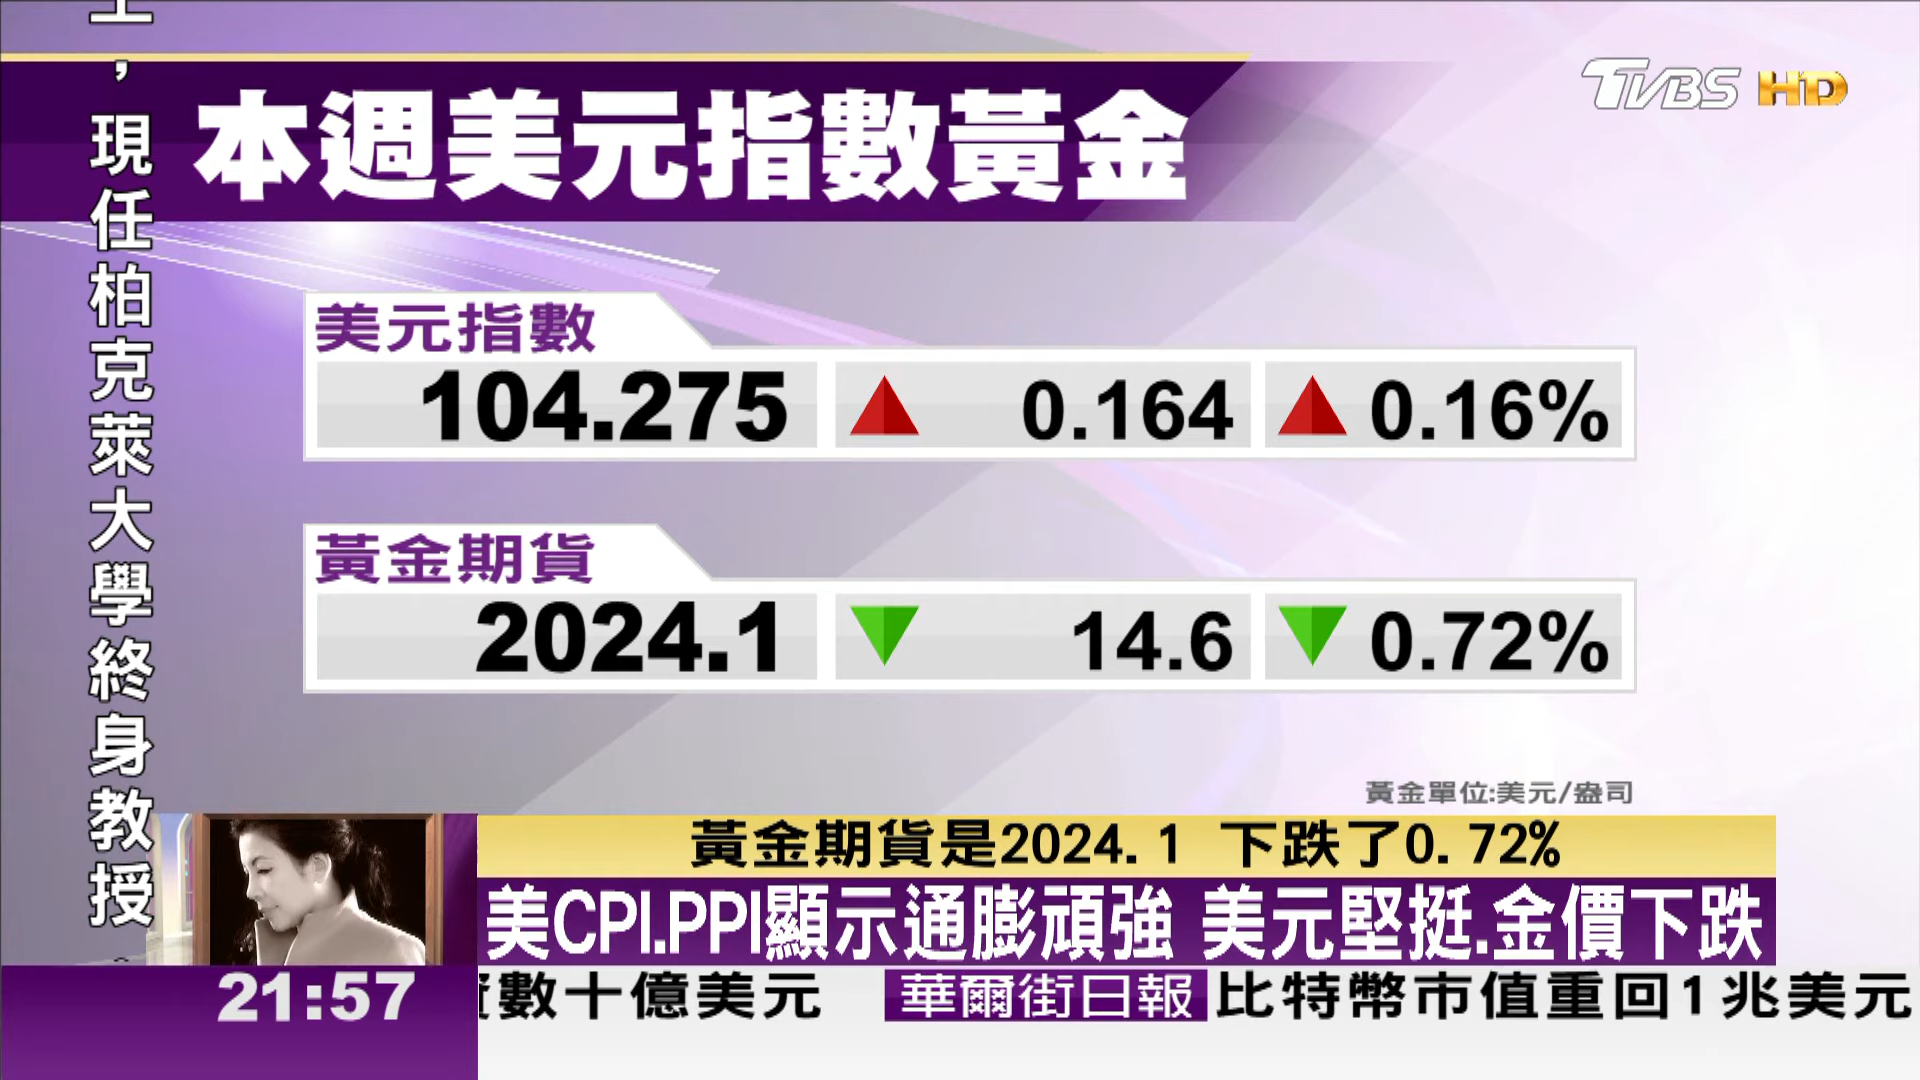 ，現任柏克萊大學終身教授。
TVBS HD
本週美元指數黃金
美元指數
104.275 ▲ 0.164 ▲ 0.16%
黃金期貨
2024.1 ▼ 14.6 ▼ 0.72%
黃金單位:美元/盎司
黃金期貨是2024.1 下跌了0.72%
美CPI.PPI顯示通膨頑強 美元堅挺.金價下跌
21:57
數十億美元 華爾街日報 比特幣市值重回1兆美元